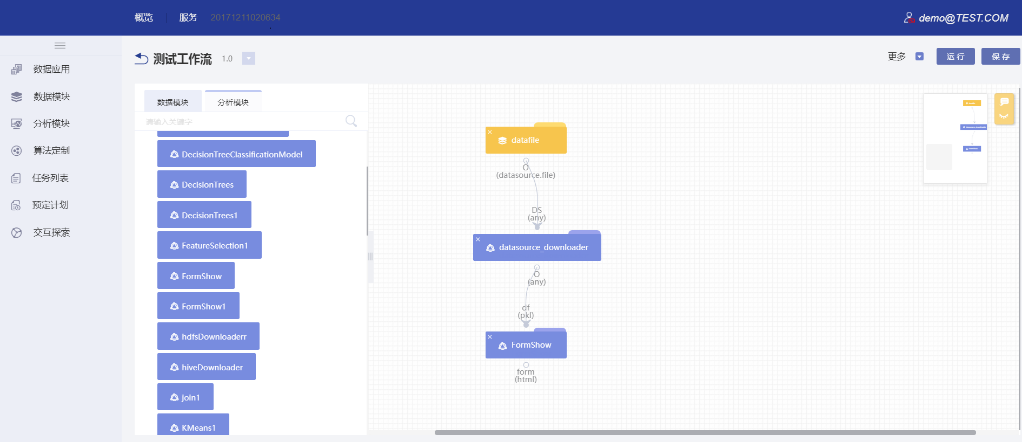 概览 服务 20171211020634 demo@TEST.COM
测试工作流 1.0 更多 运行 保存
数据应用
数据模块
分析模块
算法定制
任务列表
预定计划
交互探索
数据模块 分析模块
请输入关键字
DecisionTreeClassificationModel
DecisionTrees
DecisionTrees1
FeatureSelection1
FormShow
FormShow1
hdfsDownloaderr
hiveDownloader
Join1
KMeans1
datafile
O
(datasource.file)
DS
(any)
datasource_downloader
O
(any)
df
(pkl)
FormShow
form
(html)